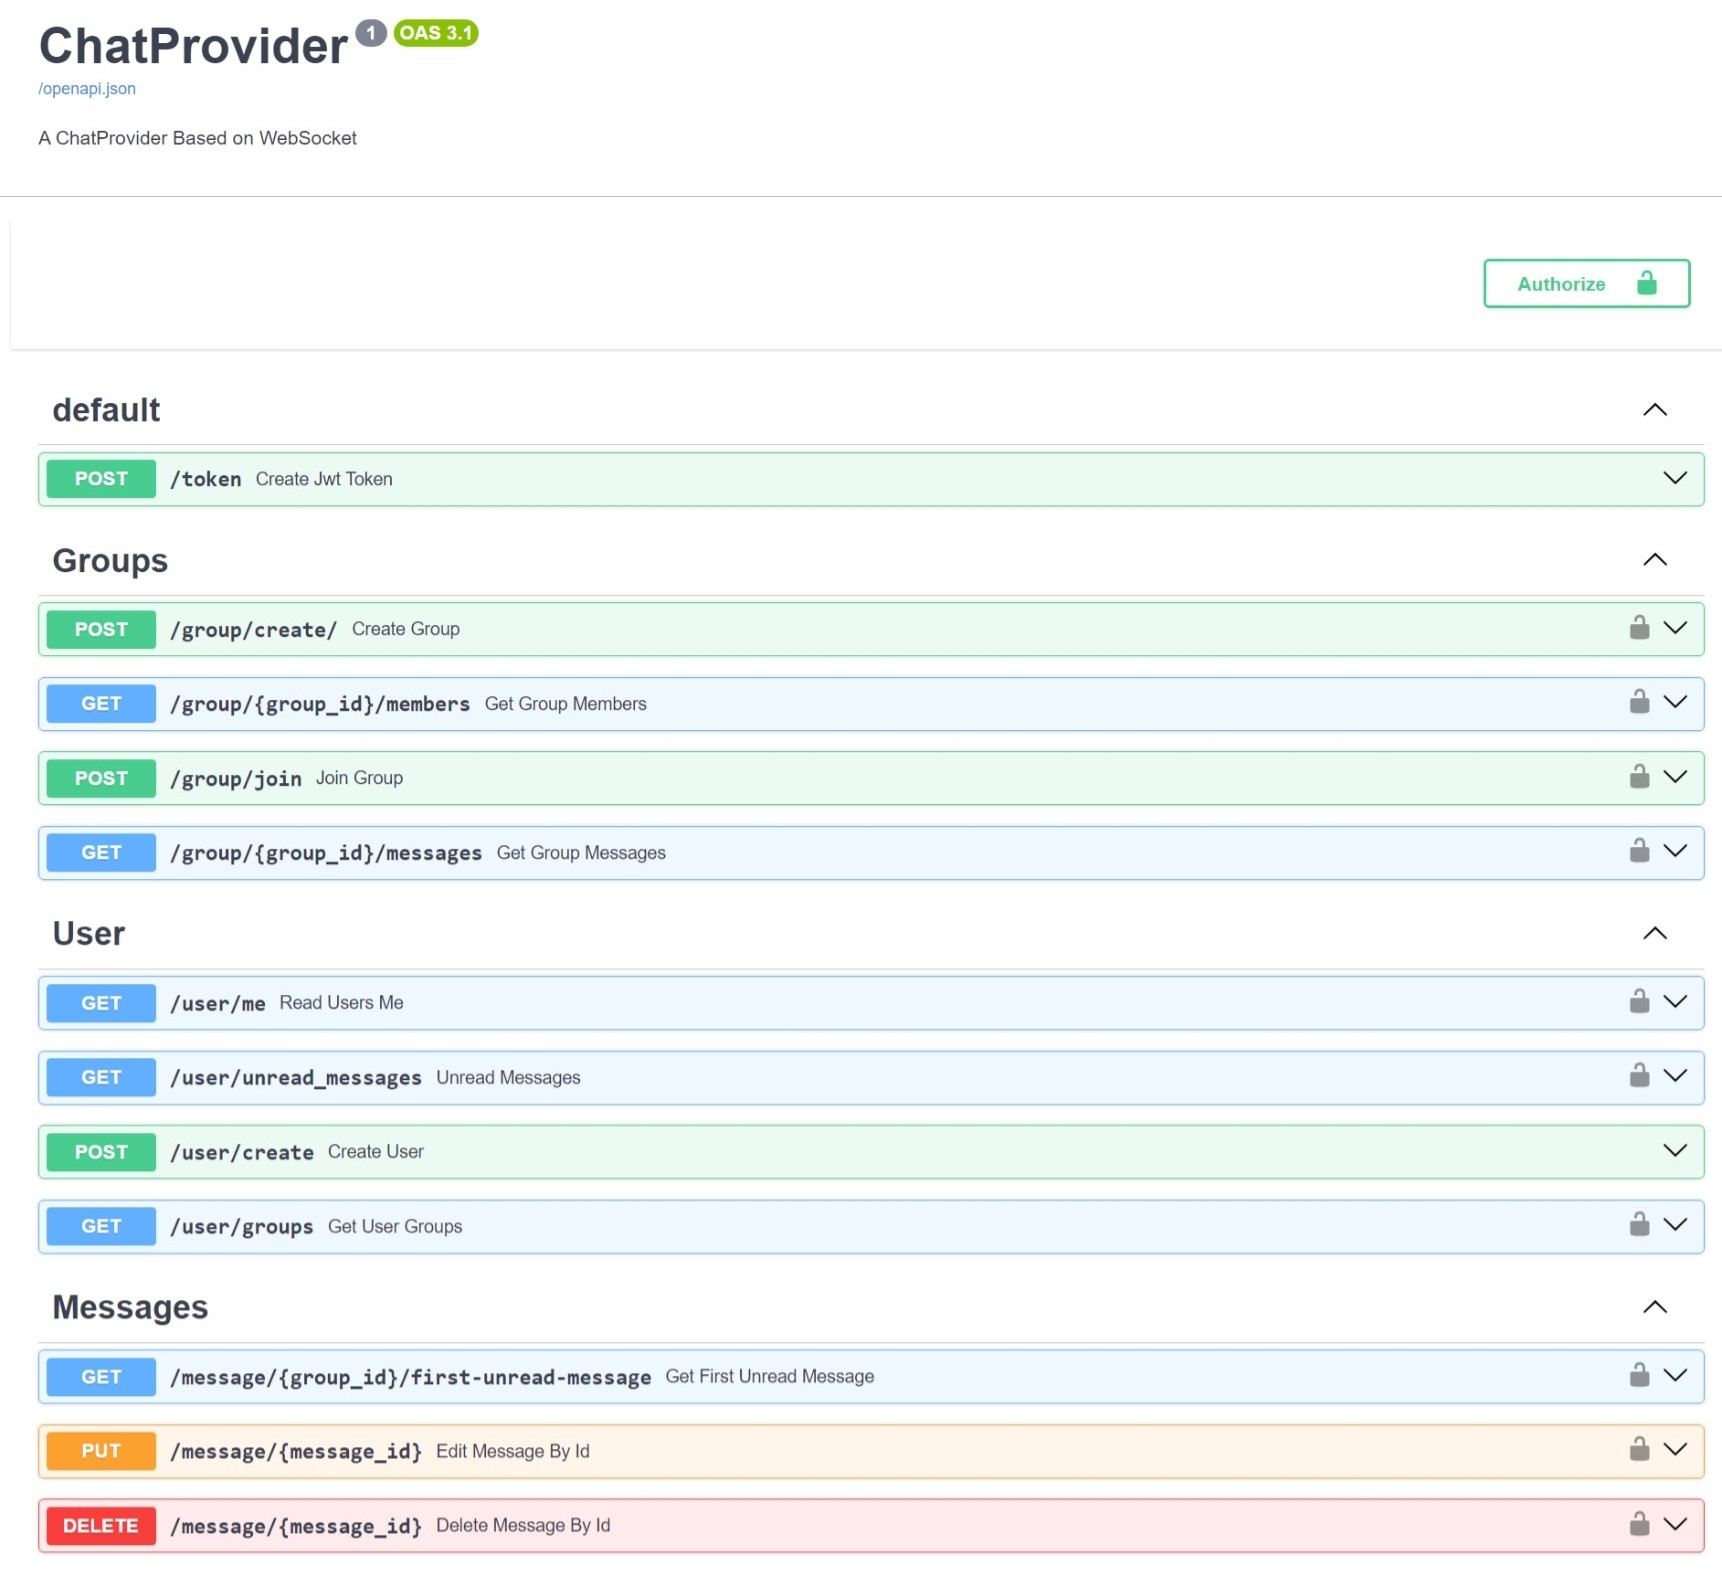 ChatProvider 1 OAS 3.1
/openapi.json
A ChatProvider Based on WebSocket
Authorize
default
POST /token Create Jwt Token
Groups
POST /group/create/ Create Group
GET /group/{group_id}/members Get Group Members
POST /group/join Join Group
GET /group/{group_id}/messages Get Group Messages
User
GET /user/me Read Users Me
GET /user/unread_messages Unread Messages
POST /user/create Create User
GET /user/groups Get User Groups
Messages
GET /message/{group_id}/first-unread-message Get First Unread Message
PUT /message/{message_id} Edit Message By Id
DELETE /message/{message_id} Delete Message By Id